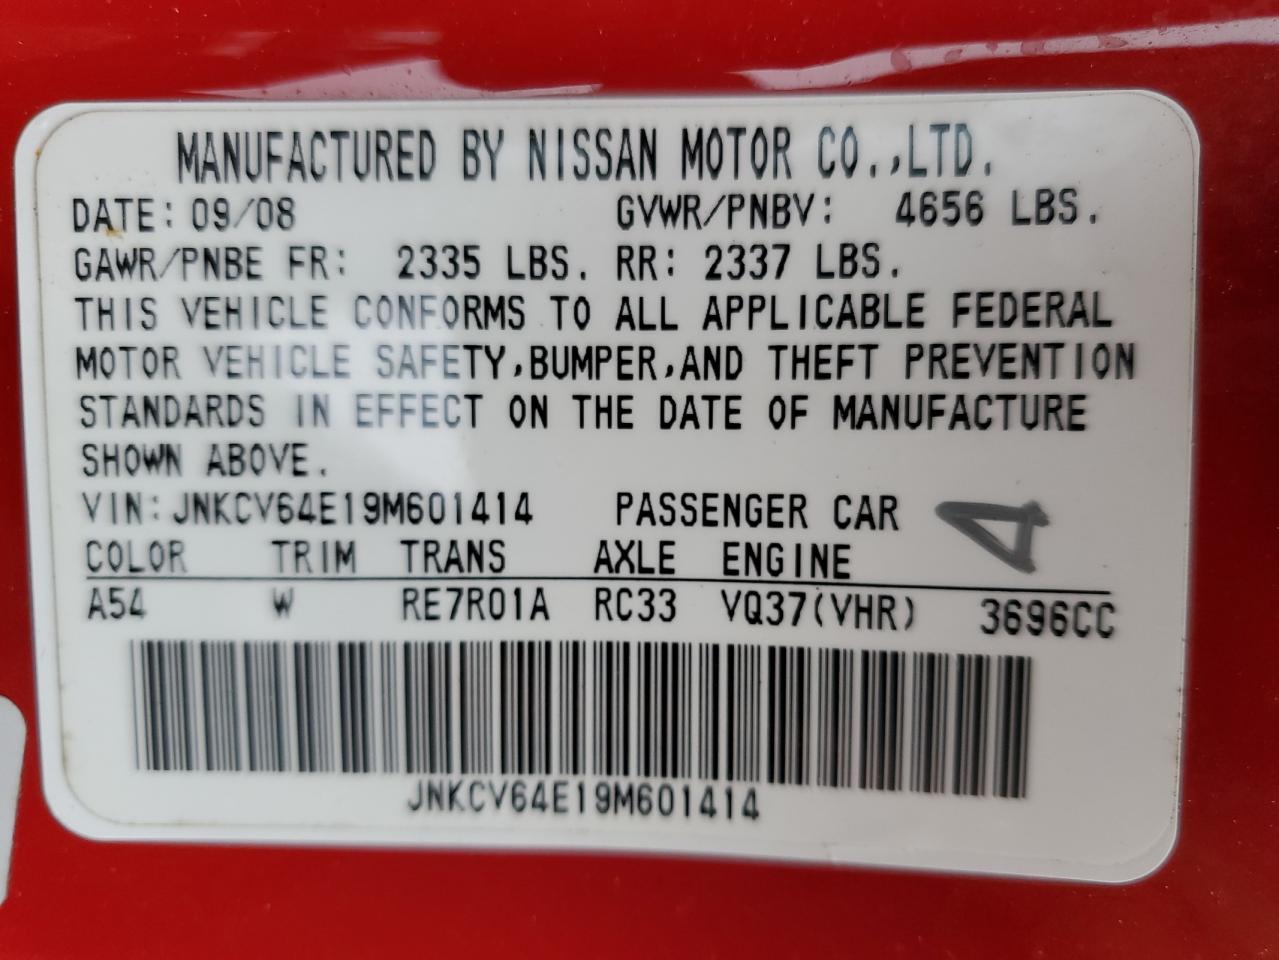 MANUFACTURED BY NISSAN MOTOR CO.,LTD.
DATE: 09/08 GVWR/PNBV: 4656 LBS.
GAWR/PNBE FR: 2335 LBS. RR: 2337 LBS.
THIS VEHICLE CONFORMS TO ALL APPLICABLE FEDERAL
MOTOR VEHICLE SAFETY,BUMPER,AND THEFT PREVENTION
STANDARDS IN EFFECT ON THE DATE OF MANUFACTURE
SHOWN ABOVE.
VIN: JNKCV64E19M601414 PASSENGER CAR 4
COLOR TRIM TRANS AXLE ENGINE
A54 W RE7R01A RC33 VQ37(VHR) 3696CC
JNKCV64E19M601414